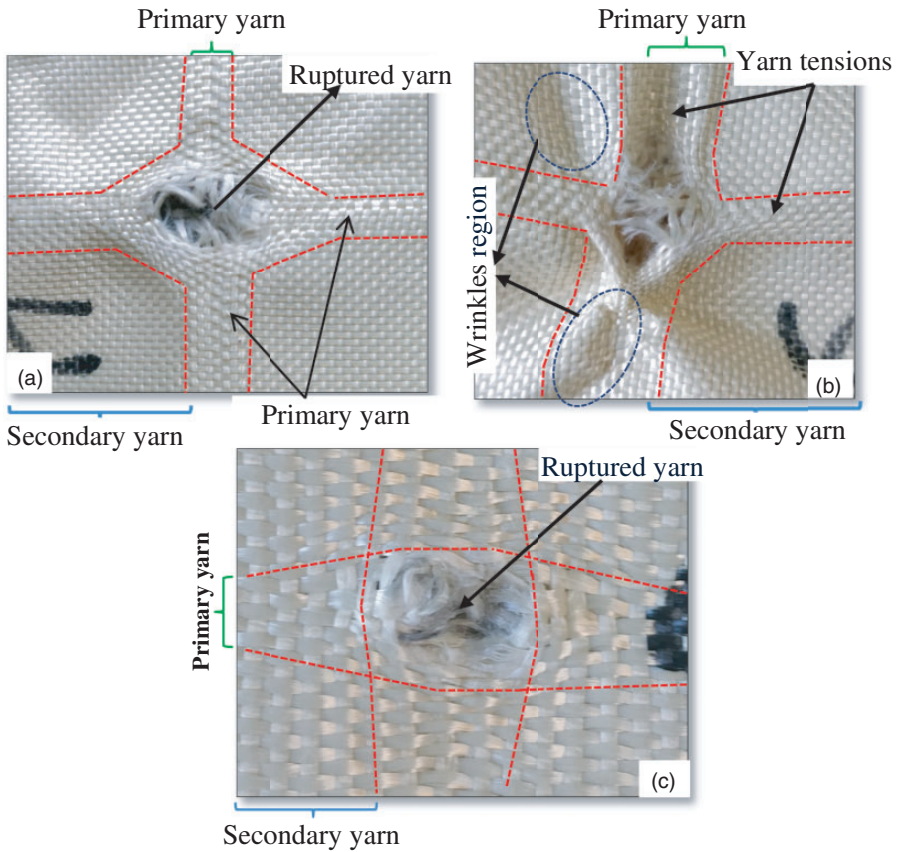 Primary yarn
Ruptured yarn
(a)
Primary yarn
Secondary yarn
Primary yarn
Yarn tensions
Wrinkles region
(b)
Secondary yarn
Ruptured yarn
Primary yarn
(c)
Secondary yarn